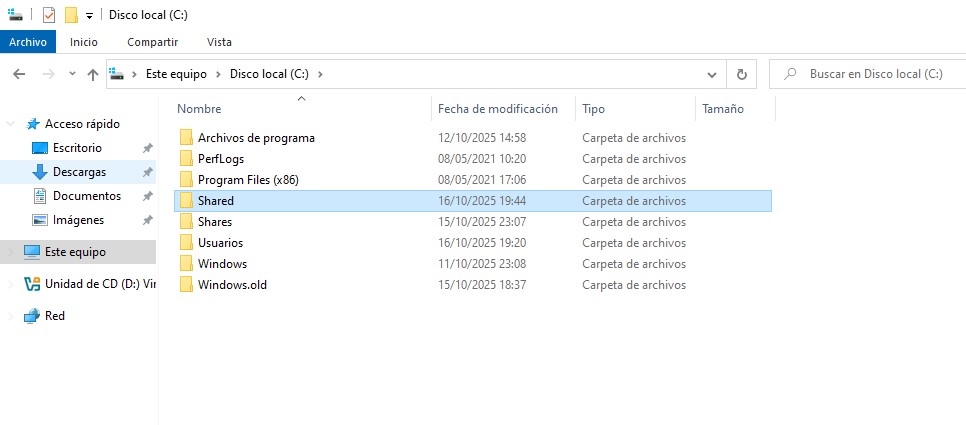 Disco local (C:)
Archivo Inicio Compartir Vista
Este equipo Disco local (C:) Buscar en Disco local (C:)
Nombre Fecha de modificación Tipo Tamaño
Acceso rápido
Escritorio
Descargas
Documentos
Imágenes
Este equipo
Unidad de CD (D:) Vir
Red
Archivos de programa 12/10/2025 14:58 Carpeta de archivos
PerfLogs 08/05/2021 10:20 Carpeta de archivos
Program Files (x86) 08/05/2021 17:06 Carpeta de archivos
Shared 16/10/2025 19:44 Carpeta de archivos
Shares 15/10/2025 23:07 Carpeta de archivos
Usuarios 16/10/2025 19:20 Carpeta de archivos
Windows 11/10/2025 23:08 Carpeta de archivos
Windows.old 15/10/2025 18:37 Carpeta de archivos